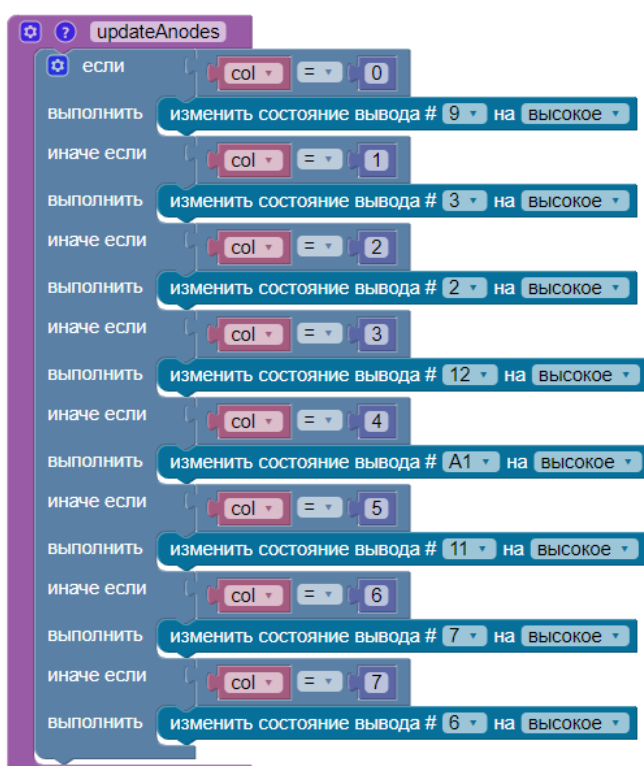 ? updateAnodes
если col = 0
выполнить изменить состояние вывода # 9 на высокое
иначе если col = 1
выполнить изменить состояние вывода # 3 на высокое
иначе если col = 2
выполнить изменить состояние вывода # 2 на высокое
иначе если col = 3
выполнить изменить состояние вывода # 12 на высокое
иначе если col = 4
выполнить изменить состояние вывода # A1 на высокое
иначе если col = 5
выполнить изменить состояние вывода # 11 на высокое
иначе если col = 6
выполнить изменить состояние вывода # 7 на высокое
иначе если col = 7
выполнить изменить состояние вывода # 6 на высокое